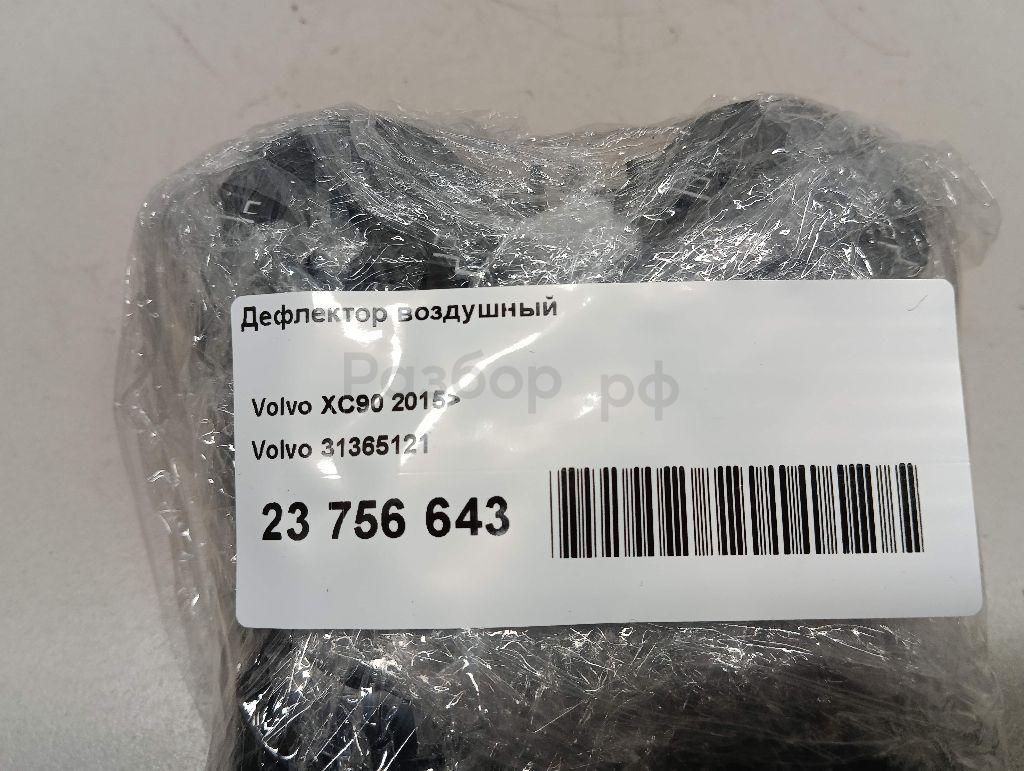 Дефлектор воздушный
Разбор.рф
Volvo XC90 2015>
Volvo 31365121
23 756 643